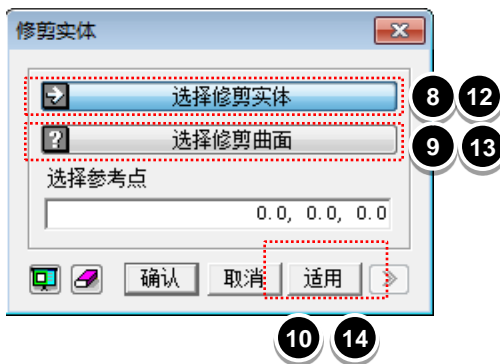 修剪实体
选择修剪实体 8 12
? 选择修剪曲面 9 13
选择参考点
0.0, 0.0, 0.0
确认 取消 适用
10 14